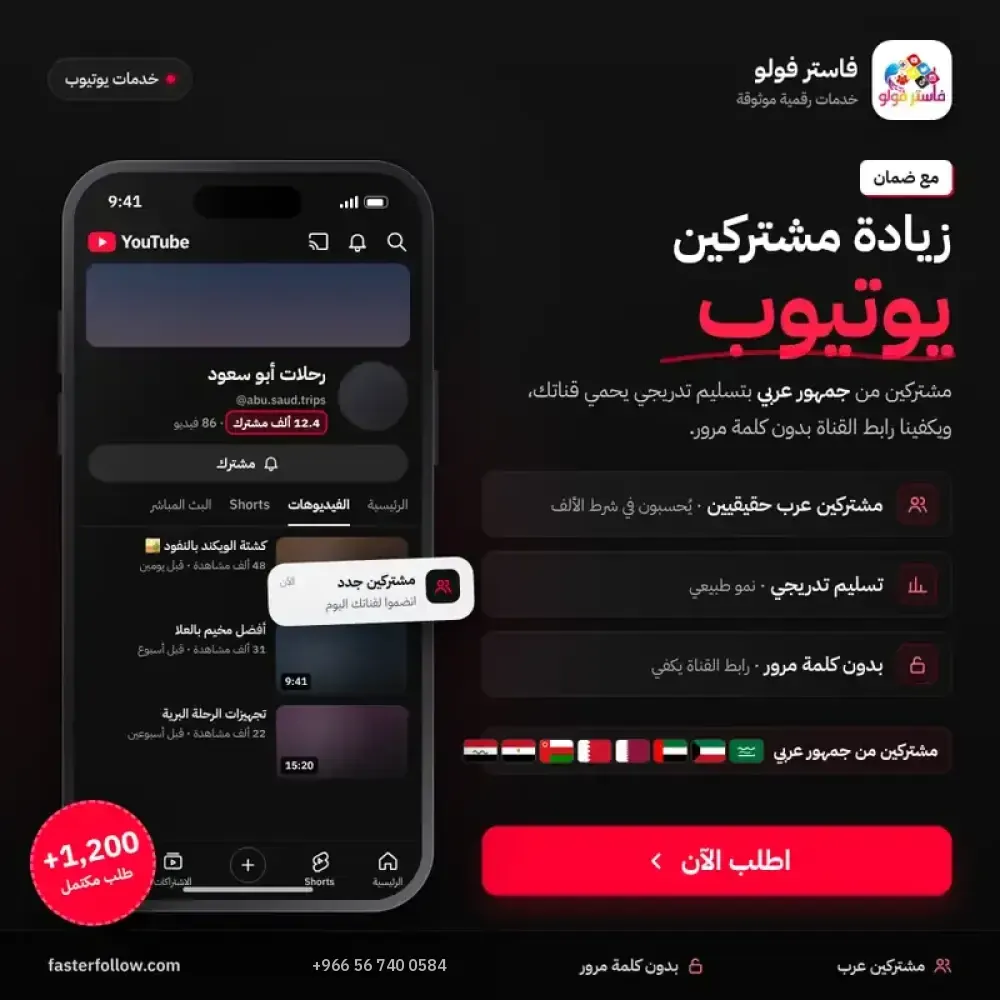 فاستر فولو
فاستر فولو
خدمات رقمية موثوقة
خدمات يوتيوب
مع ضمان
زيادة مشتركين
يوتيوب
مشتركين من جمهور عربي بتسليم تدريجي يحمي قناتك،
ويكفينا رابط القناة بدون كلمة مرور.
مشتركين عرب حقيقيين · يُحسبون في شرط الألف
تسليم تدريجي · نمو طبيعي
بدون كلمة مرور · رابط القناة يكفي
مشتركين من جمهور عربي
اطلب الآن
9:41
YouTube
رحلات أبو سعود
@abu.saud.trips
12.4 ألف مشترك · 86 فيديو
مشترك
الرئيسية الفيديوهات Shorts البث المباشر
كشتة الويكند بالنفود
48 ألف مشاهدة · قبل يومين
مشتركين جدد الآن
انضموا لقناتك اليوم
أفضل مخيم بالعلا
31 ألف مشاهدة · قبل أسبوع
9:41
تجهيزات الرحلة البرية
22 ألف مشاهدة · قبل أسبوعين
15:20
الرئيسية Shorts الاشتراكات
+1,200
طلب مكتمل
مشتركين عرب
بدون كلمة مرور
+966 56 740 0584
fasterfollow.com